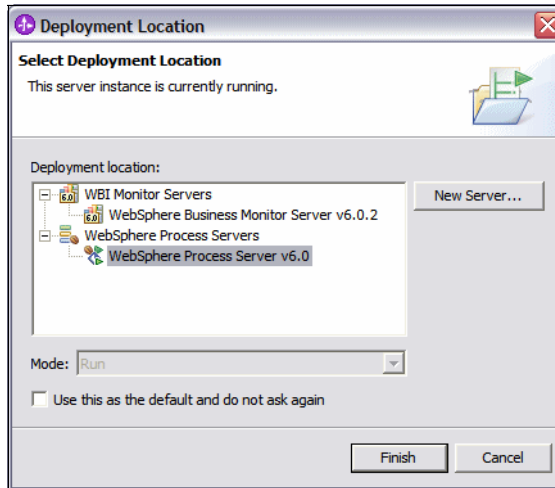 Deployment Location
Select Deployment Location
This server instance is currently running.
Deployment location:
WBI Monitor Servers
6.0
New Server...
WebSphere Business Monitor Server v6.0.2
6.0
WebSphere Process Servers
WebSphere Process Server v6.0
Mode: Run
Use this as the default and do not ask again
Finish Cancel